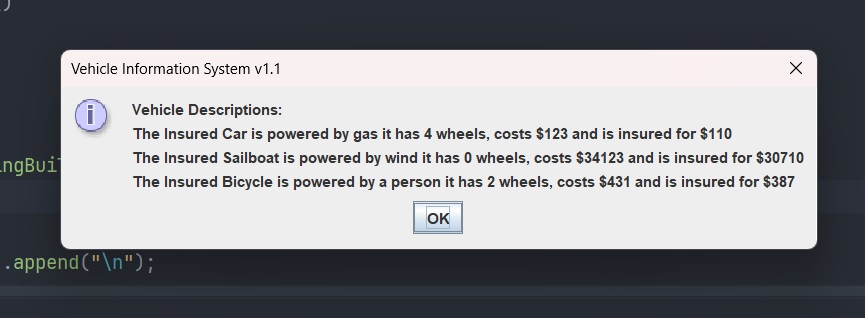 Vehicle Information System v1.1
Vehicle Descriptions:
The Insured Car is powered by gas it has 4 wheels, costs $123 and is insured for $110
The Insured Sailboat is powered by wind it has 0 wheels, costs $34123 and is insured for $30710
The Insured Bicycle is powered by a person it has 2 wheels, costs $431 and is insured for $387
OK
.append("\n");